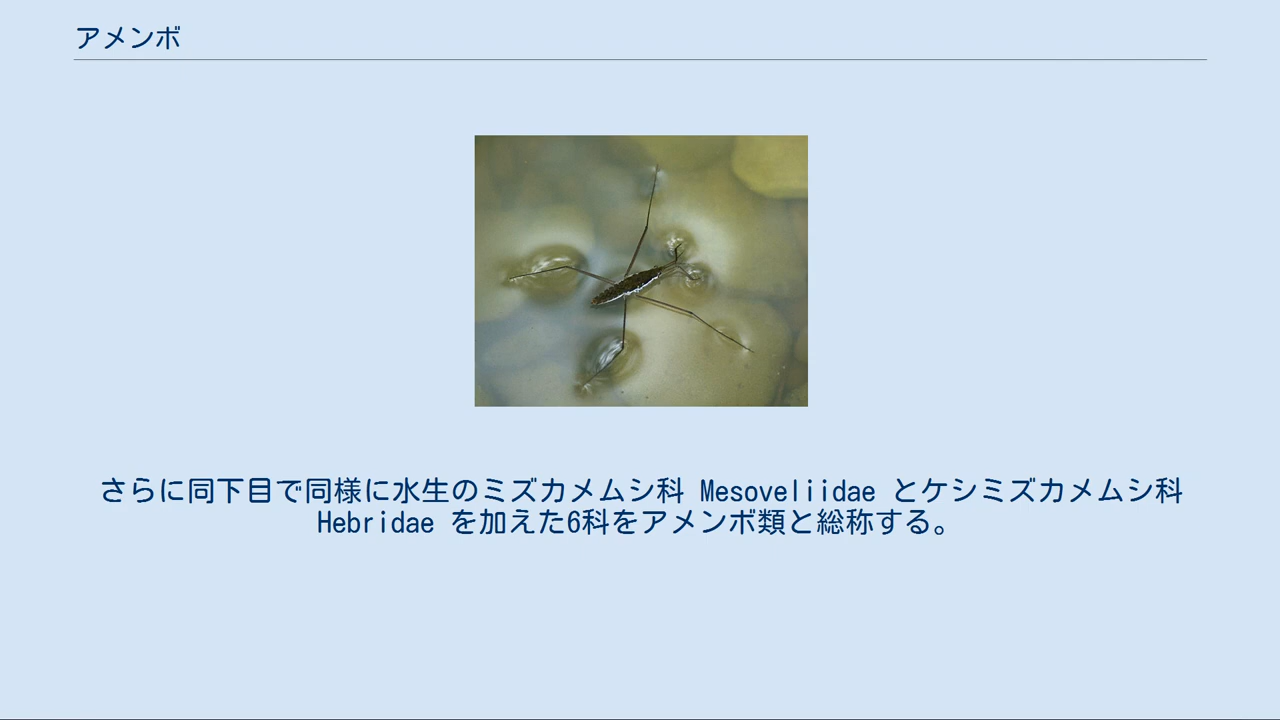 アメンボ
さらに同下目で同様に水生のミズカメムシ科 Mesoveliidae とケシミズカメムシ科
Hebridae を加えた6科をアメンボ類と総称する。